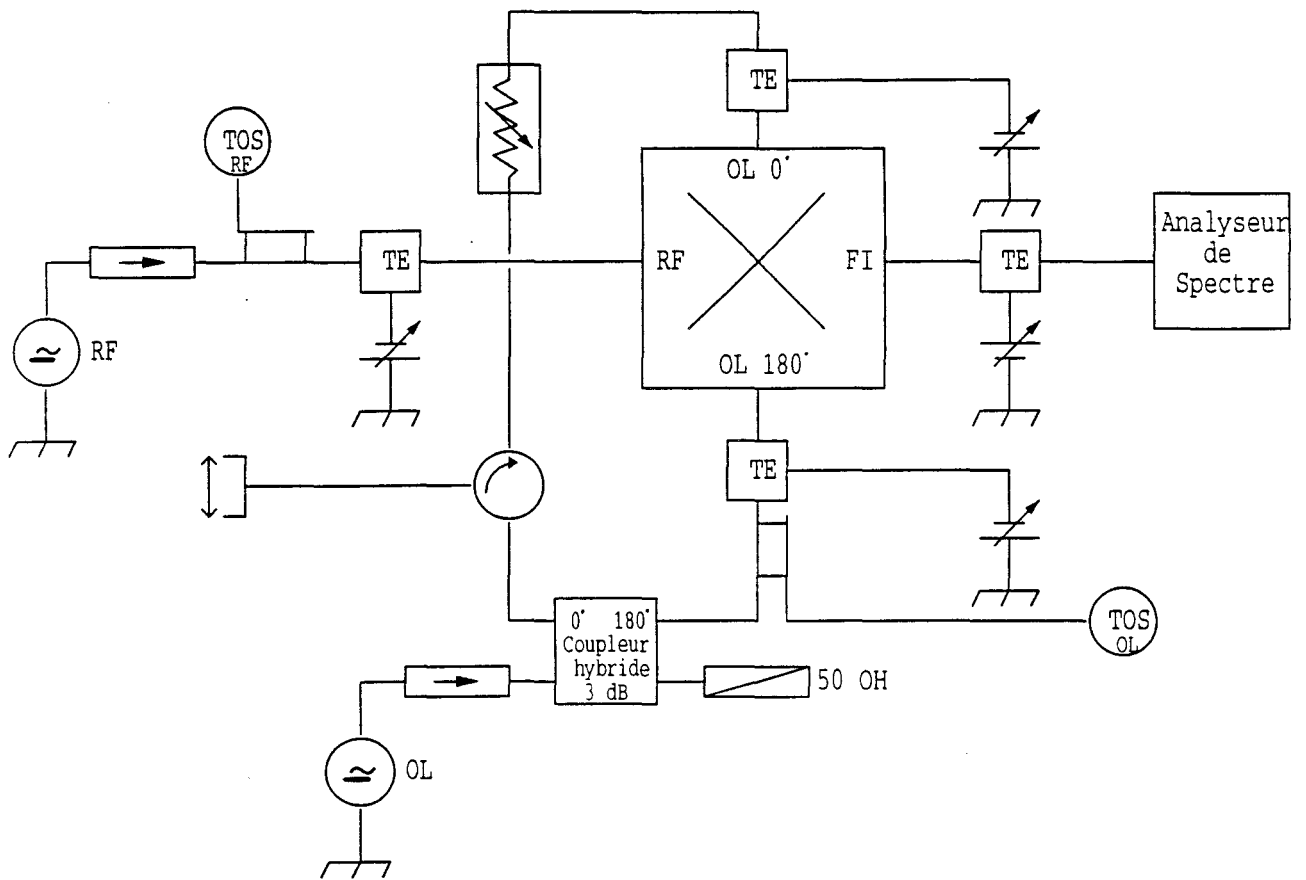 TE
OL 0°
TOS
RF
TE
RF
FI
TE
Analyseur
de
Spectre
RF
OL 180°
TE
0° 180°
Coupleur
hybride
3 dB
50 OH
TOS
OL
OL